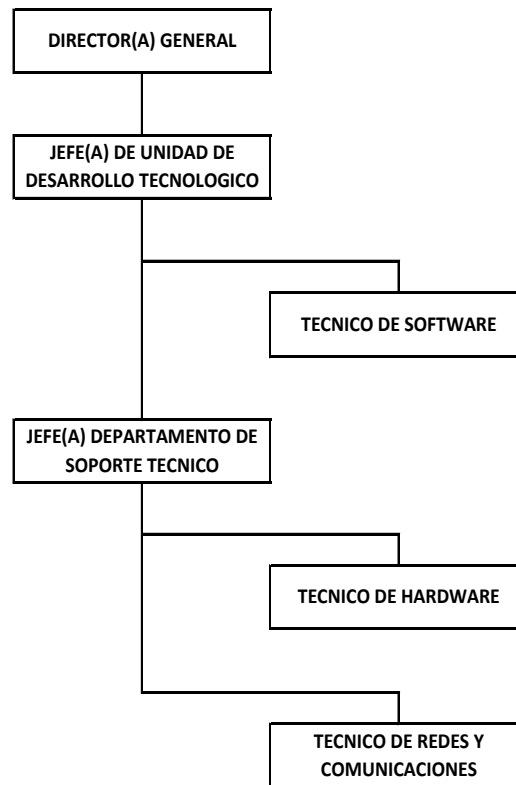 DIRECTOR(A) GENERAL
JEFE(A) DE UNIDAD DE
DESARROLLO TECNOLOGICO
TECNICO DE SOFTWARE
JEFE(A) DEPARTAMENTO DE
SOPORTE TECNICO
TECNICO DE HARDWARE
TECNICO DE REDES Y
COMUNICACIONES